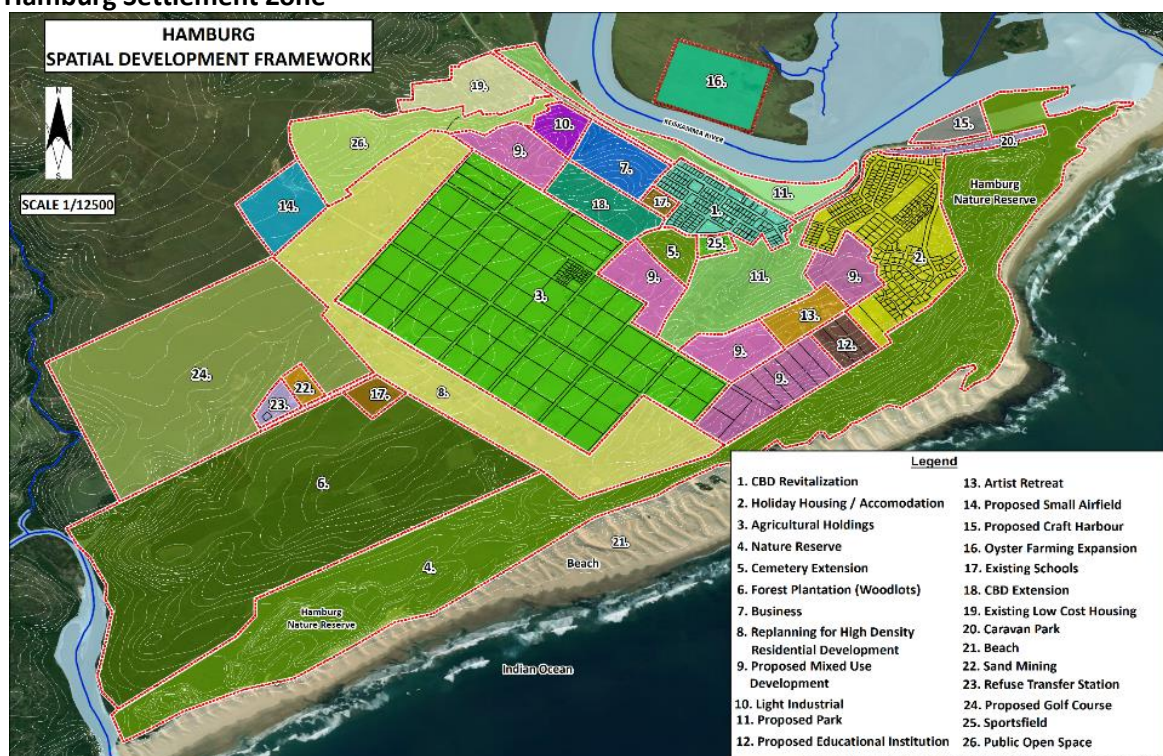 Hamburg Settlement Zone
HAMBURG
SPATIAL DEVELOPMENT FRAMEWORK
N
S
SCALE 1/12500
19.
16.
15.
10.
KEISKAMMA RIVER
20.
26.
9.
7.
Hamburg
Nature Reserve
11.
14.
18.
17.
1.
5.
25.
2.
9.
11.
9.
3.
13.
12.
9.
24.
22.
17.
8.
9.
23.
6.
21.
Beach
4.
Hamburg
Nature Reserve
Indian Ocean
Legend
1. CBD Revitalization
2. Holiday Housing / Accomodation
3. Agricultural Holdings
4. Nature Reserve
5. Cemetery Extension
6. Forest Plantation (Woodlots)
7. Business
8. Replanning for High Density
Residential Development
9. Proposed Mixed Use
Development
10. Light Industrial
11. Proposed Park
12. Proposed Educational Institution
13. Artist Retreat
14. Proposed Small Airfield
15. Proposed Craft Harbour
16. Oyster Farming Expansion
17. Existing Schools
18. CBD Extension
19. Existing Low Cost Housing
20. Caravan Park
21. Beach
22. Sand Mining
23. Refuse Transfer Station
24. Proposed Golf Course
25. Sportsfield
26. Public Open Space